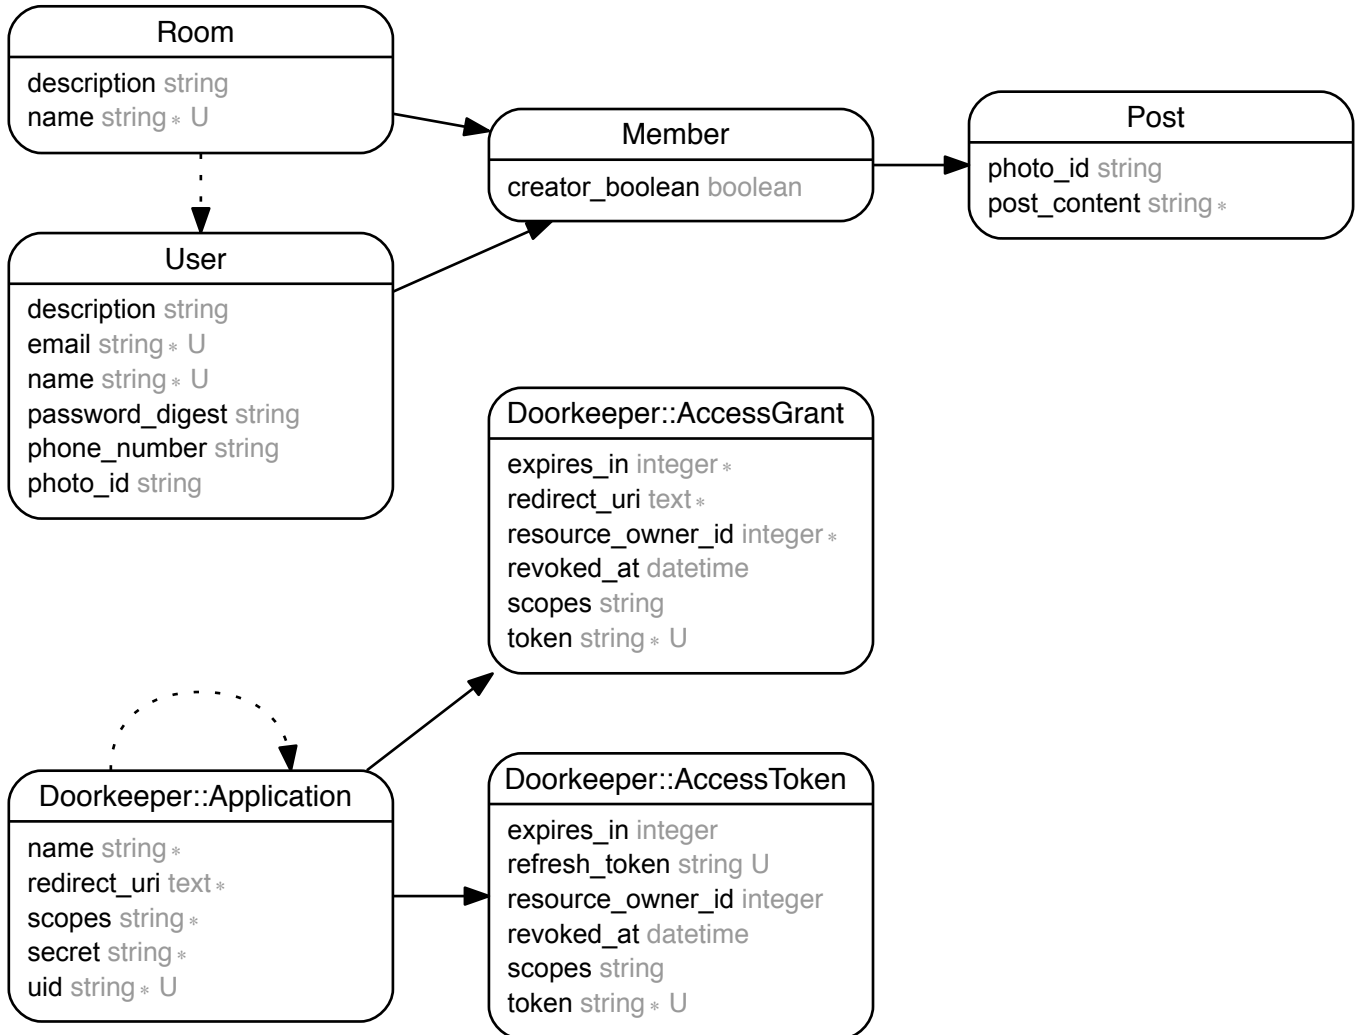 Room
description string
name string * U
Member
creator_boolean boolean
Post
photo_id string
post_content string *
User
description string
email string * U
name string * U
password_digest string
phone_number string
photo_id string
Doorkeeper::AccessGrant
expires_in integer *
redirect_uri text *
resource_owner_id integer *
revoked_at datetime
scopes string
token string * U
Doorkeeper::Application
name string *
redirect_uri text *
scopes string *
secret string *
uid string * U
Doorkeeper::AccessToken
expires_in integer
refresh_token string U
resource_owner_id integer
revoked_at datetime
scopes string
token string * U